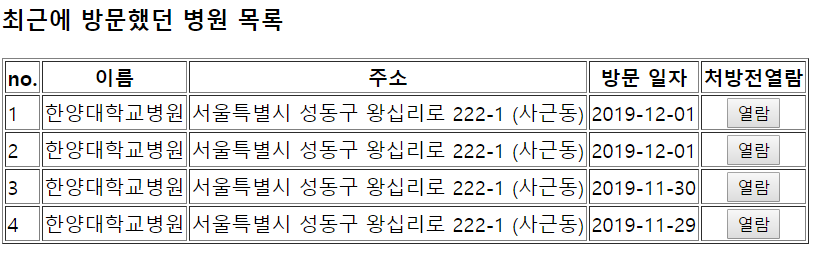 최근에 방문했던 병원 목록
no. 이름 주소 방문 일자 처방전열람
1 한양대학교병원 서울특별시 성동구 왕십리로 222-1 (사근동) 2019-12-01 열람
2 한양대학교병원 서울특별시 성동구 왕십리로 222-1 (사근동) 2019-12-01 열람
3 한양대학교병원 서울특별시 성동구 왕십리로 222-1 (사근동) 2019-11-30 열람
4 한양대학교병원 서울특별시 성동구 왕십리로 222-1 (사근동) 2019-11-29 열람